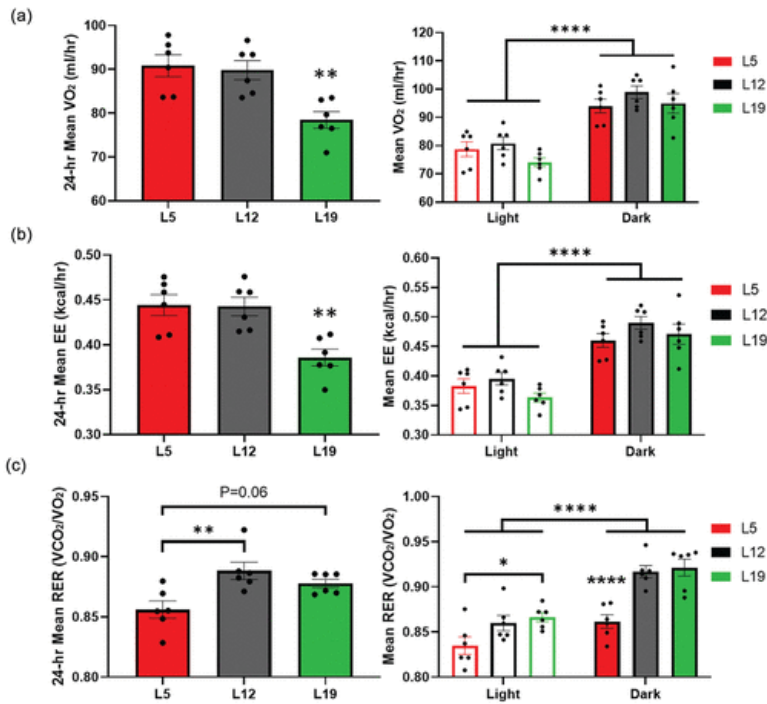 (a)
24-hr Mean VO₂ (ml/hr)
100
90
80
70
60
**
L5
L12
L19
Mean VO₂ (ml/hr)
120
110
100
90
80
70
60
****
Light
Dark
L5
L12
L19
(b)
24-hr Mean EE (kcal/hr)
0.50
0.45
0.40
0.35
0.30
**
L5
L12
L19
Mean EE (kcal/hr)
0.60
0.55
0.50
0.45
0.40
0.35
0.30
****
Light
Dark
L5
L12
L19
(c)
24-hr Mean RER (VCO₂/VO₂)
0.95
0.90
0.85
0.80
P=0.06
**
L5
L12
L19
Mean RER (VCO₂/VO₂)
1.00
0.95
0.90
0.85
0.80
****
*
****
Light
Dark
L5
L12
L19